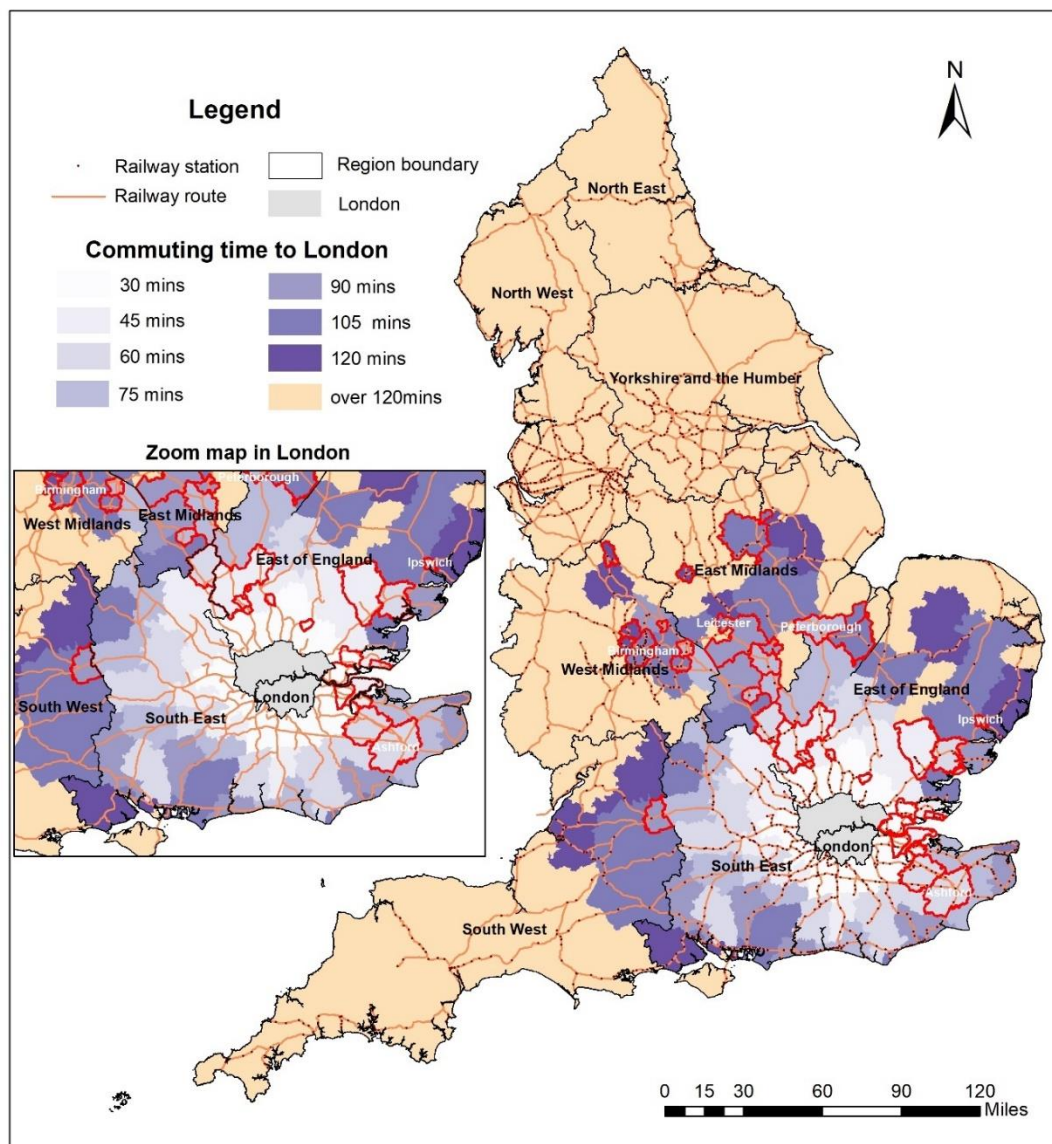 Legend
Railway station
Railway route
Region boundary
London
Commuting time to London
30 mins
45 mins
60 mins
75 mins
90 mins
105 mins
120 mins
over 120mins
Zoom map in London
Birmingham
Peterborough
West Midlands
East Midlands
East of England
Ipswich
South West
South East
London
Ashford
N
North East
North West
Yorkshire and the Humber
East Midlands
Leicester
Peterborough
Birmingham
West Midlands
East of England
Ipswich
London
South East
Ashford
South West
0 15 30 60 90 120
Miles